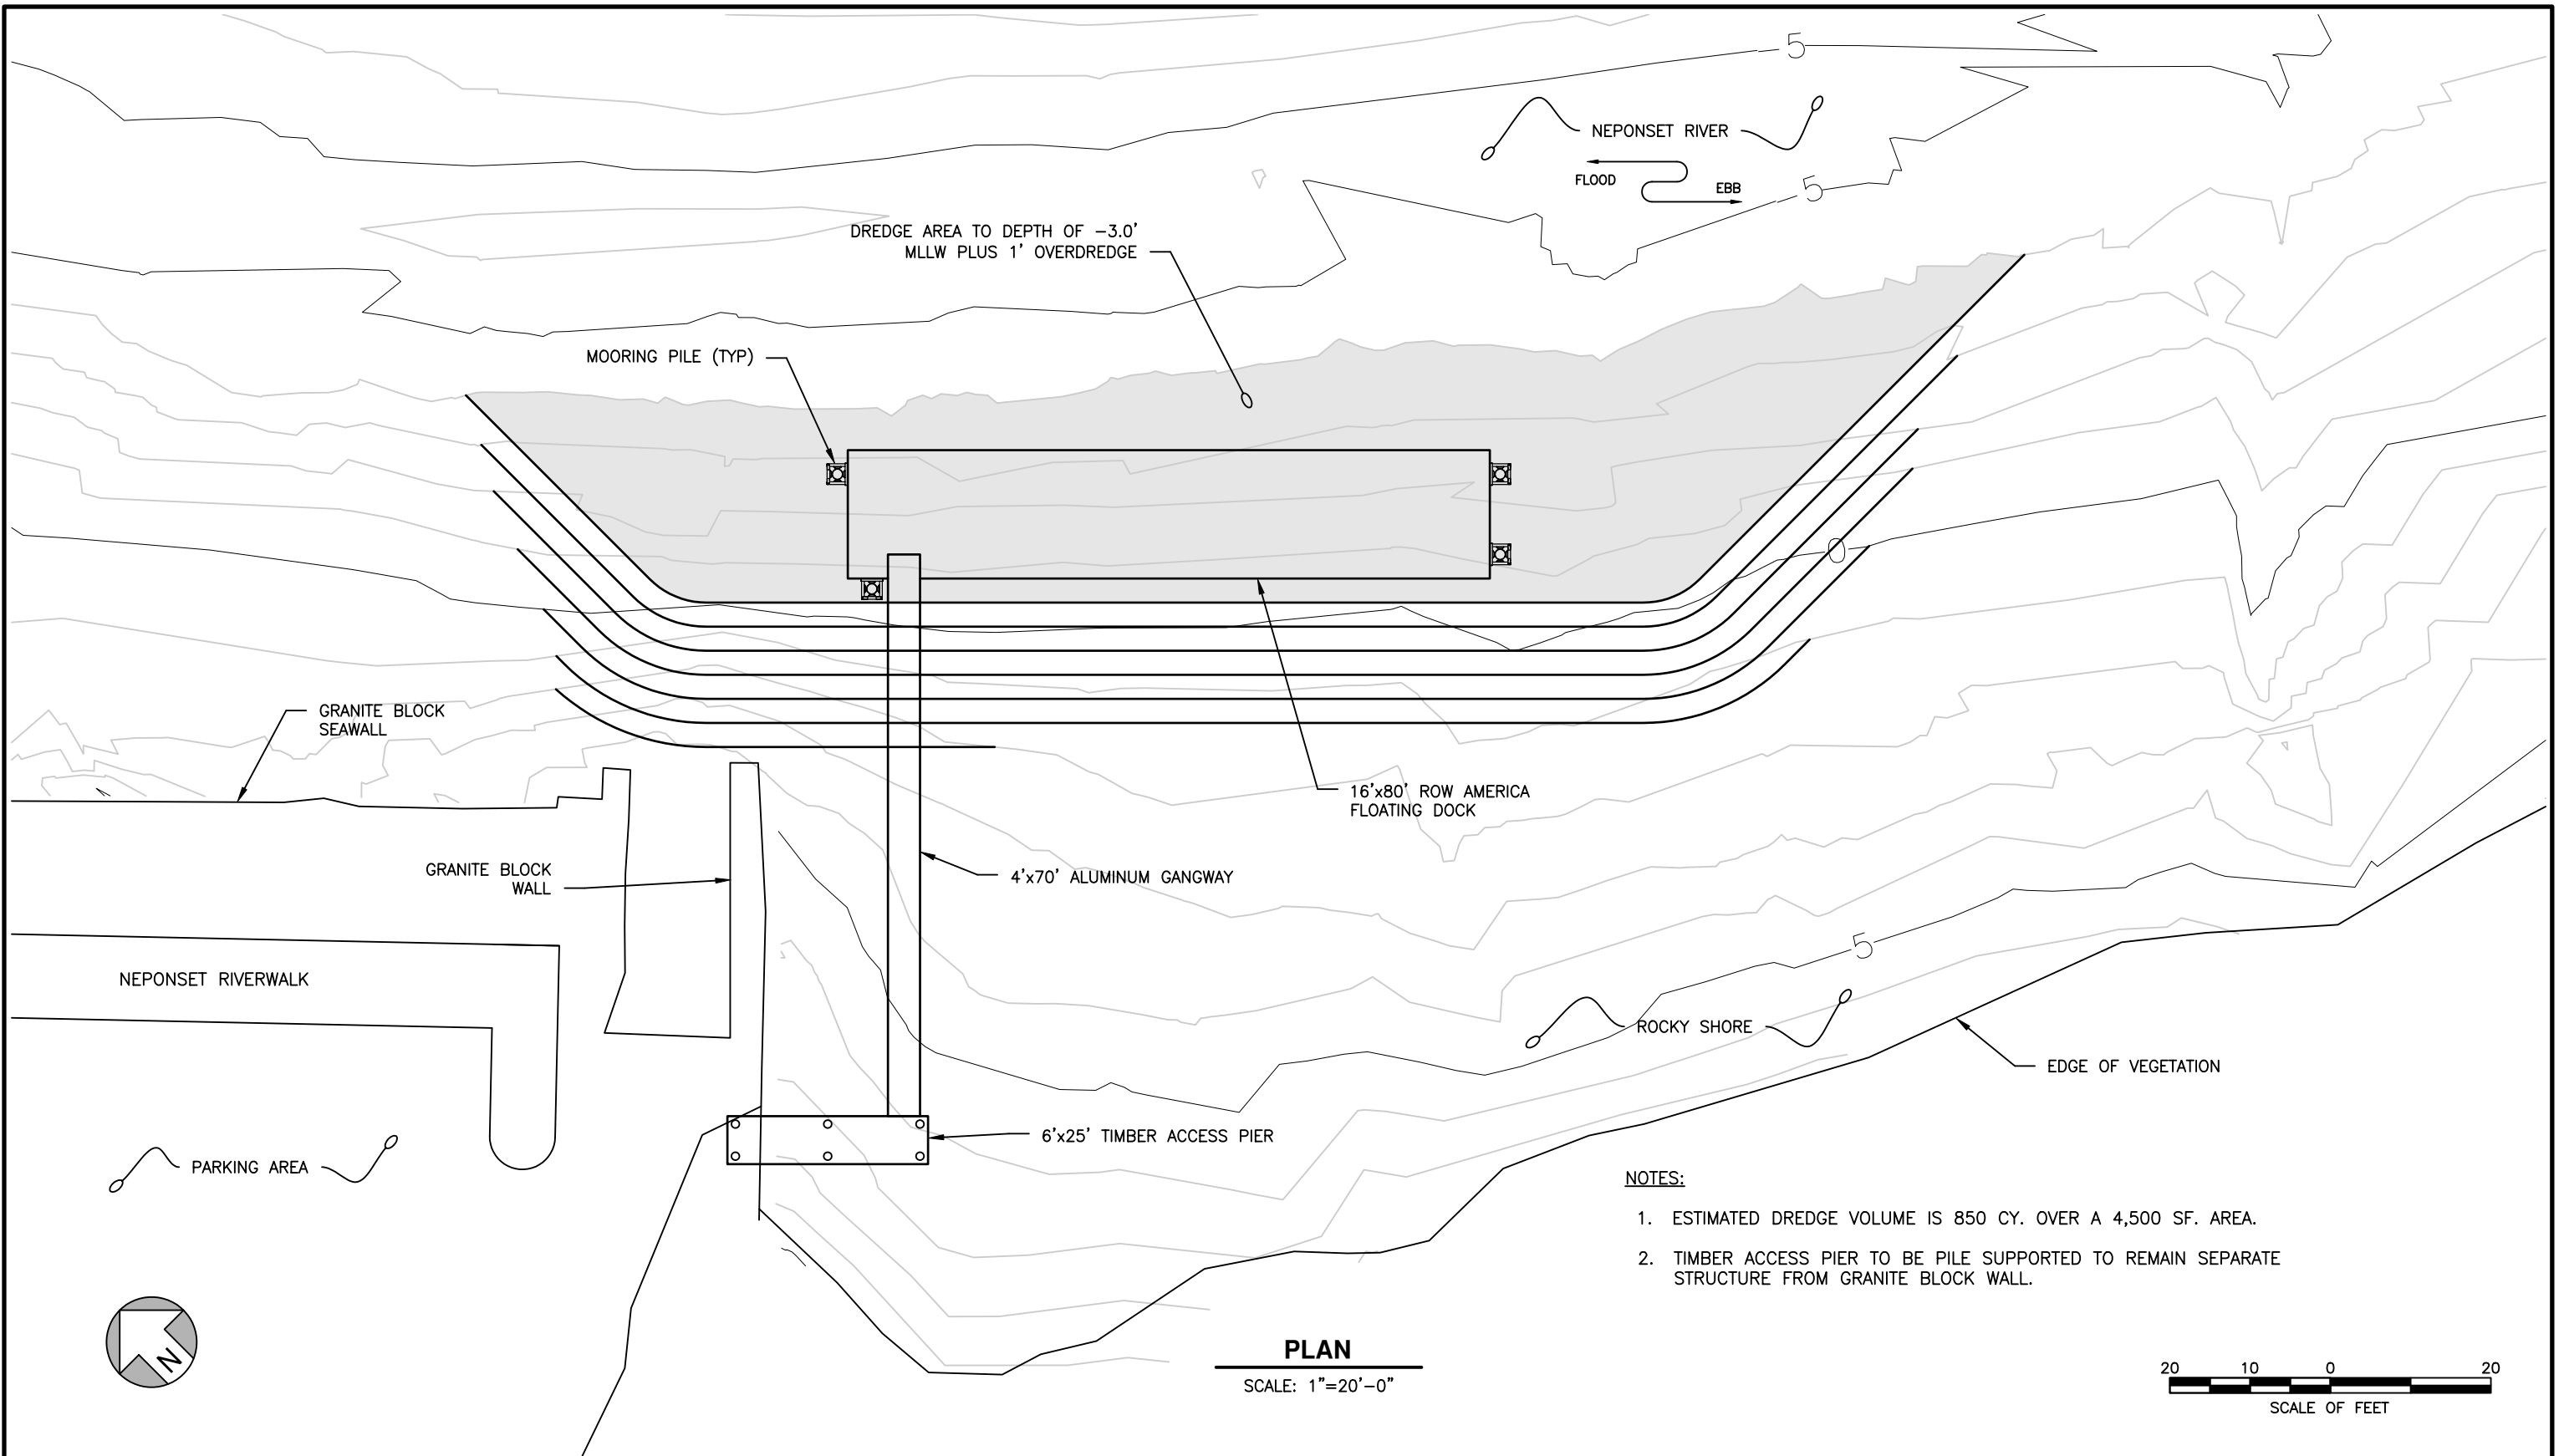 5
NEPONSET RIVER
FLOOD
EBB
5
DREDGE AREA TO DEPTH OF −3.0'
MLLW PLUS 1' OVERDREDGE
MOORING PILE (TYP)
0
GRANITE BLOCK
SEAWALL
16'x80' ROW AMERICA
FLOATING DOCK
GRANITE BLOCK
WALL
4'x70' ALUMINUM GANGWAY
5
NEPONSET RIVERWALK
ROCKY SHORE
EDGE OF VEGETATION
6'x25' TIMBER ACCESS PIER
PARKING AREA
NOTES:
1. ESTIMATED DREDGE VOLUME IS 850 CY. OVER A 4,500 SF. AREA.
2. TIMBER ACCESS PIER TO BE PILE SUPPORTED TO REMAIN SEPARATE
STRUCTURE FROM GRANITE BLOCK WALL.
N
PLAN
SCALE: 1"=20'−0"
20 10 0 20
SCALE OF FEET